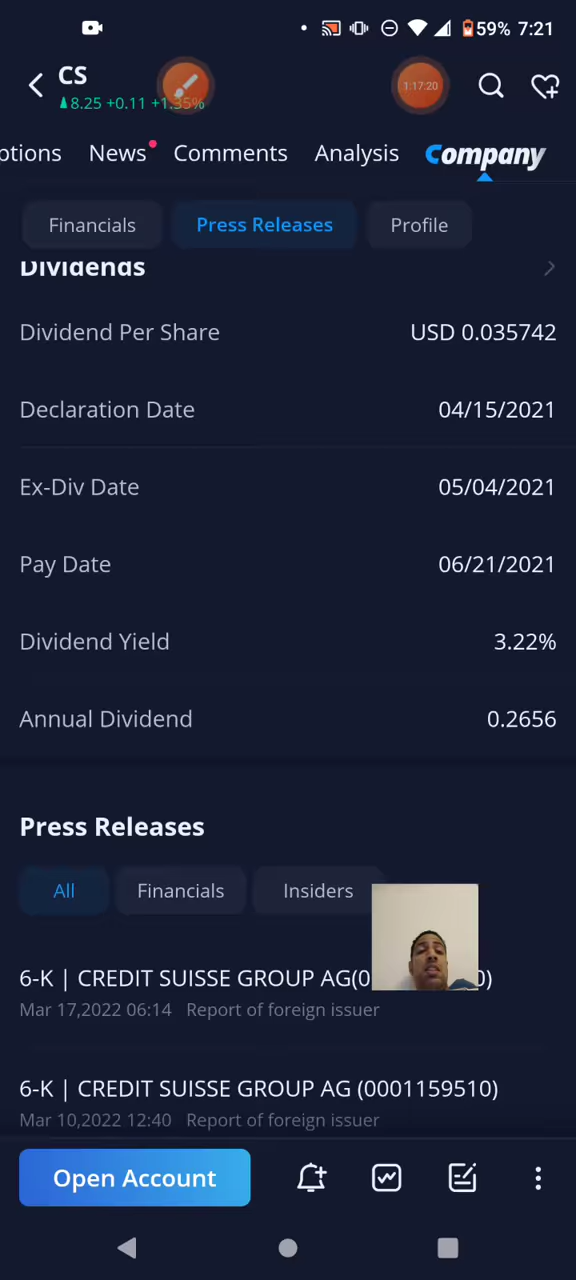 59% 7:21
CS
8.25 +0.11 +1.35%
1:17:20
ptions News Comments Analysis Company
Financials Press Releases Profile
Dividends
Dividend Per Share USD 0.035742
Declaration Date 04/15/2021
Ex-Div Date 05/04/2021
Pay Date 06/21/2021
Dividend Yield 3.22%
Annual Dividend 0.2656
Press Releases
All Financials Insiders
6-K | CREDIT SUISSE GROUP AG(0 0)
Mar 17,2022 06:14 Report of foreign issuer
6-K | CREDIT SUISSE GROUP AG (0001159510)
Mar 10,2022 12:40 Report of foreign issuer
Open Account